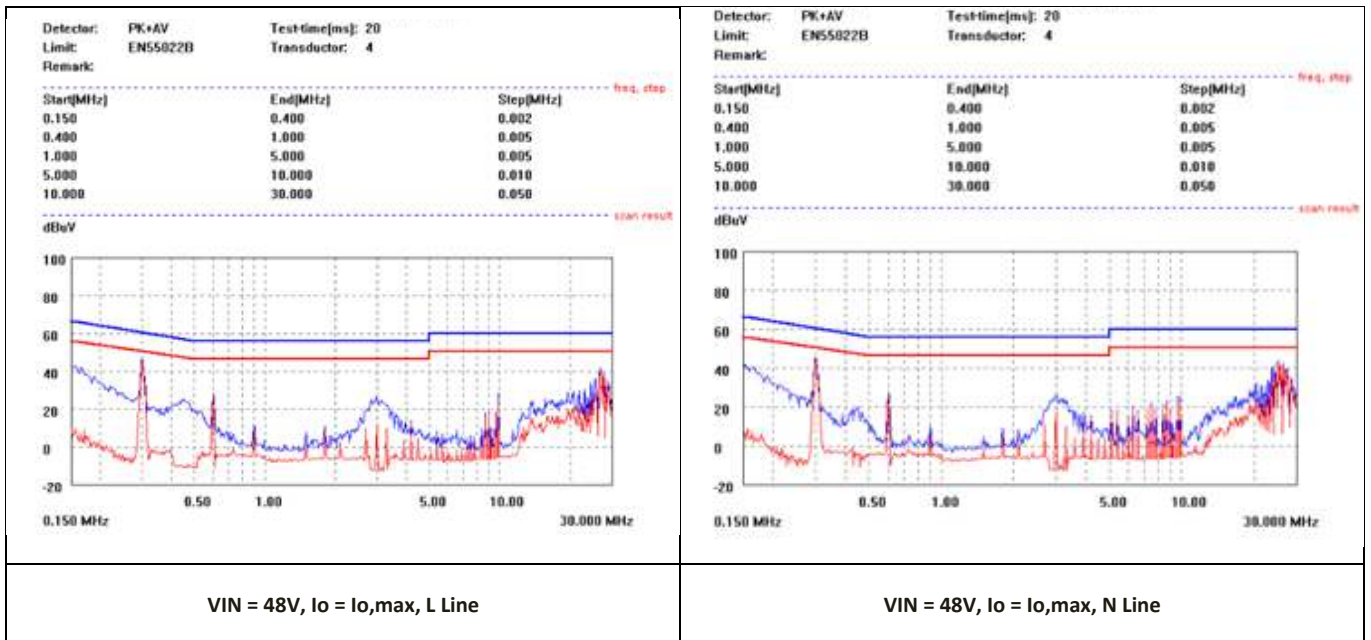 Detector: PK+AV Test-time[ms]: 20
Limit: EN55022B Transductor: 4
Remark:
freq, step
Start[MHz] End[MHz] Step[MHz]
0.150 0.400 0.002
0.400 1.000 0.005
1.000 5.000 0.005
5.000 10.000 0.010
10.000 30.000 0.050
scan result
dBuV
100
80
60
40
20
0
-20
0.50 1.00 5.00 10.00
0.150 MHz 30.000 MHz
VIN = 48V, Io = Io,max, L Line
Detector: PK+AV Test-time[ms]: 20
Limit: EN55022B Transductor: 4
Remark:
freq, step
Start[MHz] End[MHz] Step[MHz]
0.150 0.400 0.002
0.400 1.000 0.005
1.000 5.000 0.005
5.000 10.000 0.010
10.000 30.000 0.050
scan result
dBuV
100
80
60
40
20
0
-20
0.50 1.00 5.00 10.00
0.150 MHz 30.000 MHz
VIN = 48V, Io = Io,max, N Line